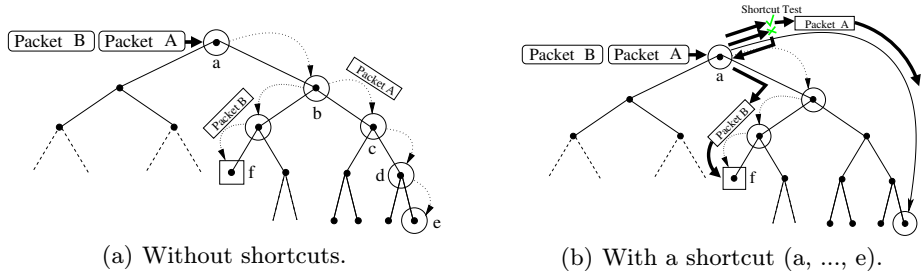 Packet B
Packet A
a
Packet A
b
Packet B
c
f
d
e
(a) Without shortcuts.
Shortcut Test
Packet A
Packet B
Packet A
a
Packet B
f
(b) With a shortcut (a, ..., e).